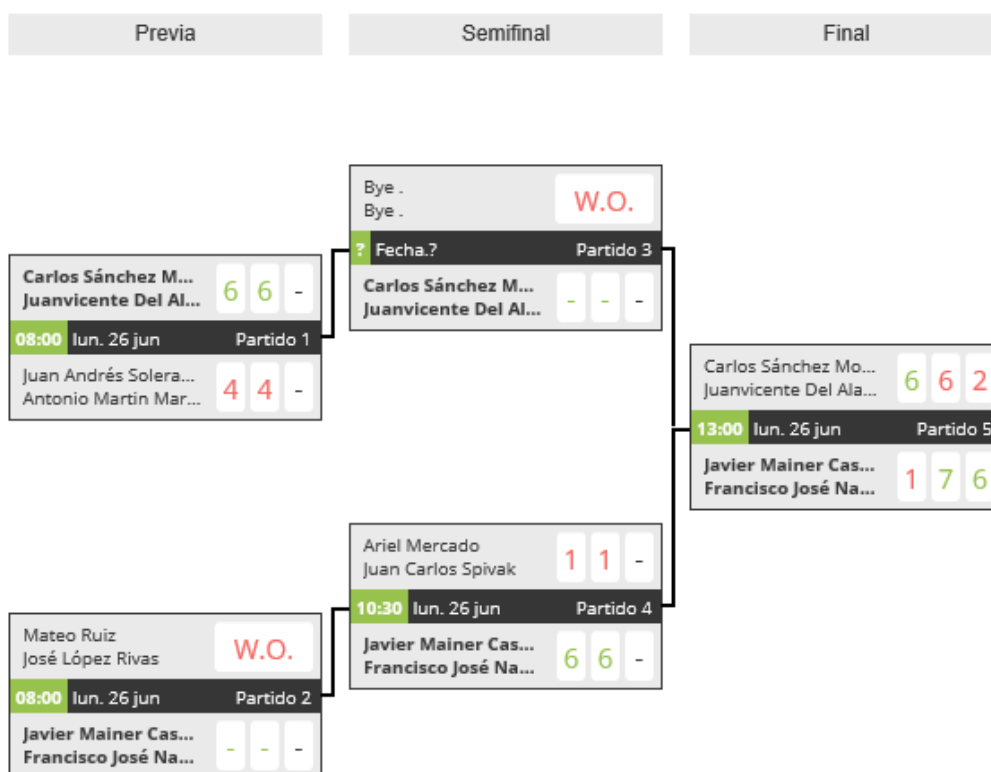 Previa
Semifinal
Final
Carlos Sánchez M...
Juanvicente Del Al...
6 6 -
08:00 lun. 26 jun Partido 1
Juan Andrés Solera...
Antonio Martin Mar...
4 4 -
Mateo Ruiz
José López Rivas
W.O.
08:00 lun. 26 jun Partido 2
Javier Mainer Cas...
Francisco José Na...
- - -
Bye .
Bye .
W.O.
? Fecha.? Partido 3
Carlos Sánchez M...
Juanvicente Del Al...
- - -
Ariel Mercado
Juan Carlos Spivak
1 1 -
10:30 lun. 26 jun Partido 4
Javier Mainer Cas...
Francisco José Na...
6 6 -
Carlos Sánchez Mo...
Juanvicente Del Ala...
6 6 2
13:00 lun. 26 jun Partido 5
Javier Mainer Cas...
Francisco José Na...
1 7 6